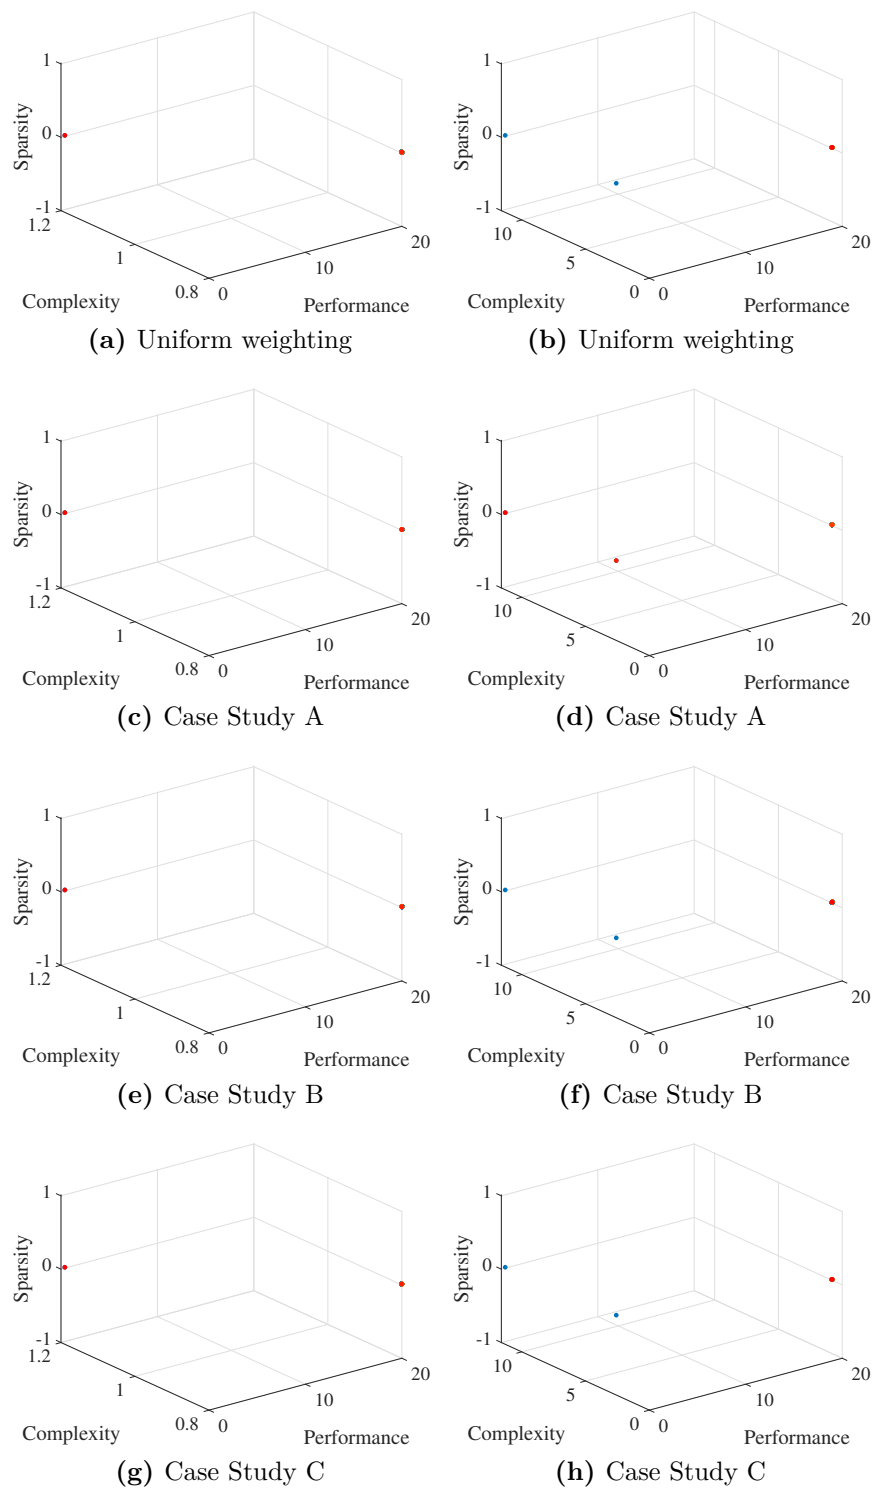 1
0
-1
Sparsity
1.2
1
0.8
Complexity
0
10
20
Performance
(a) Uniform weighting
1
0
-1
Sparsity
10
5
0
Complexity
0
10
20
Performance
(b) Uniform weighting
1
0
-1
Sparsity
1.2
1
0.8
Complexity
0
10
20
Performance
(c) Case Study A
1
0
-1
Sparsity
10
5
0
Complexity
0
10
20
Performance
(d) Case Study A
1
0
-1
Sparsity
1.2
1
0.8
Complexity
0
10
20
Performance
(e) Case Study B
1
0
-1
Sparsity
10
5
0
Complexity
0
10
20
Performance
(f) Case Study B
1
0
-1
Sparsity
1.2
1
0.8
Complexity
0
10
20
Performance
(g) Case Study C
1
0
-1
Sparsity
10
5
0
Complexity
0
10
20
Performance
(h) Case Study C